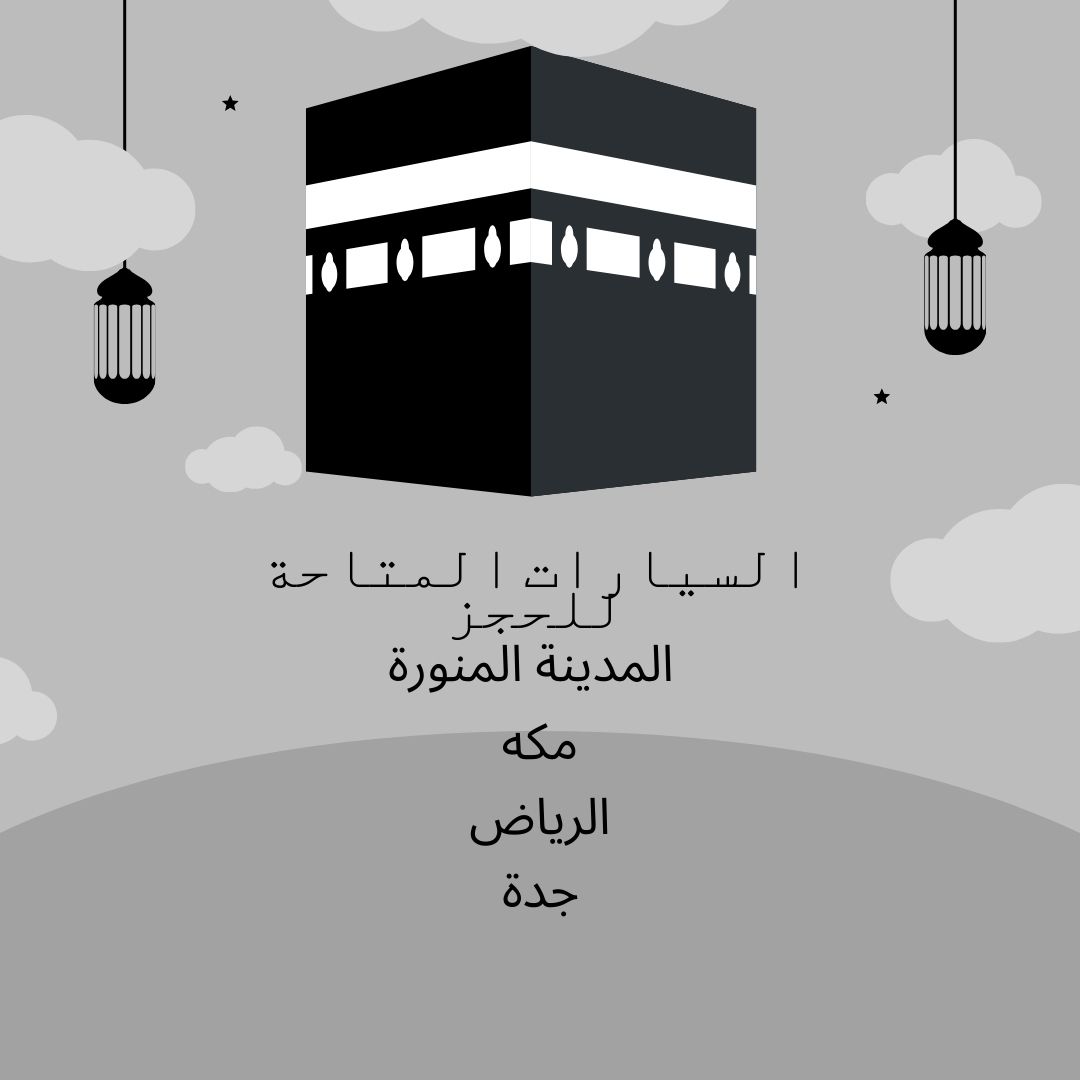 السيارات المتاحة
للحجز
المدينة المنورة
مكه
الرياض
جدة